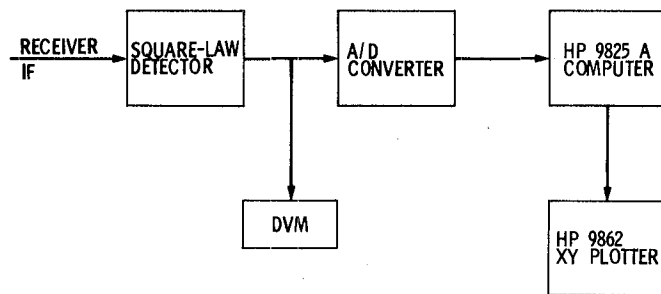 RECEIVER
IF
SQUARE-LAW
DETECTOR
A/D
CONVERTER
HP 9825 A
COMPUTER
DVM
HP 9862
XY PLOTTER